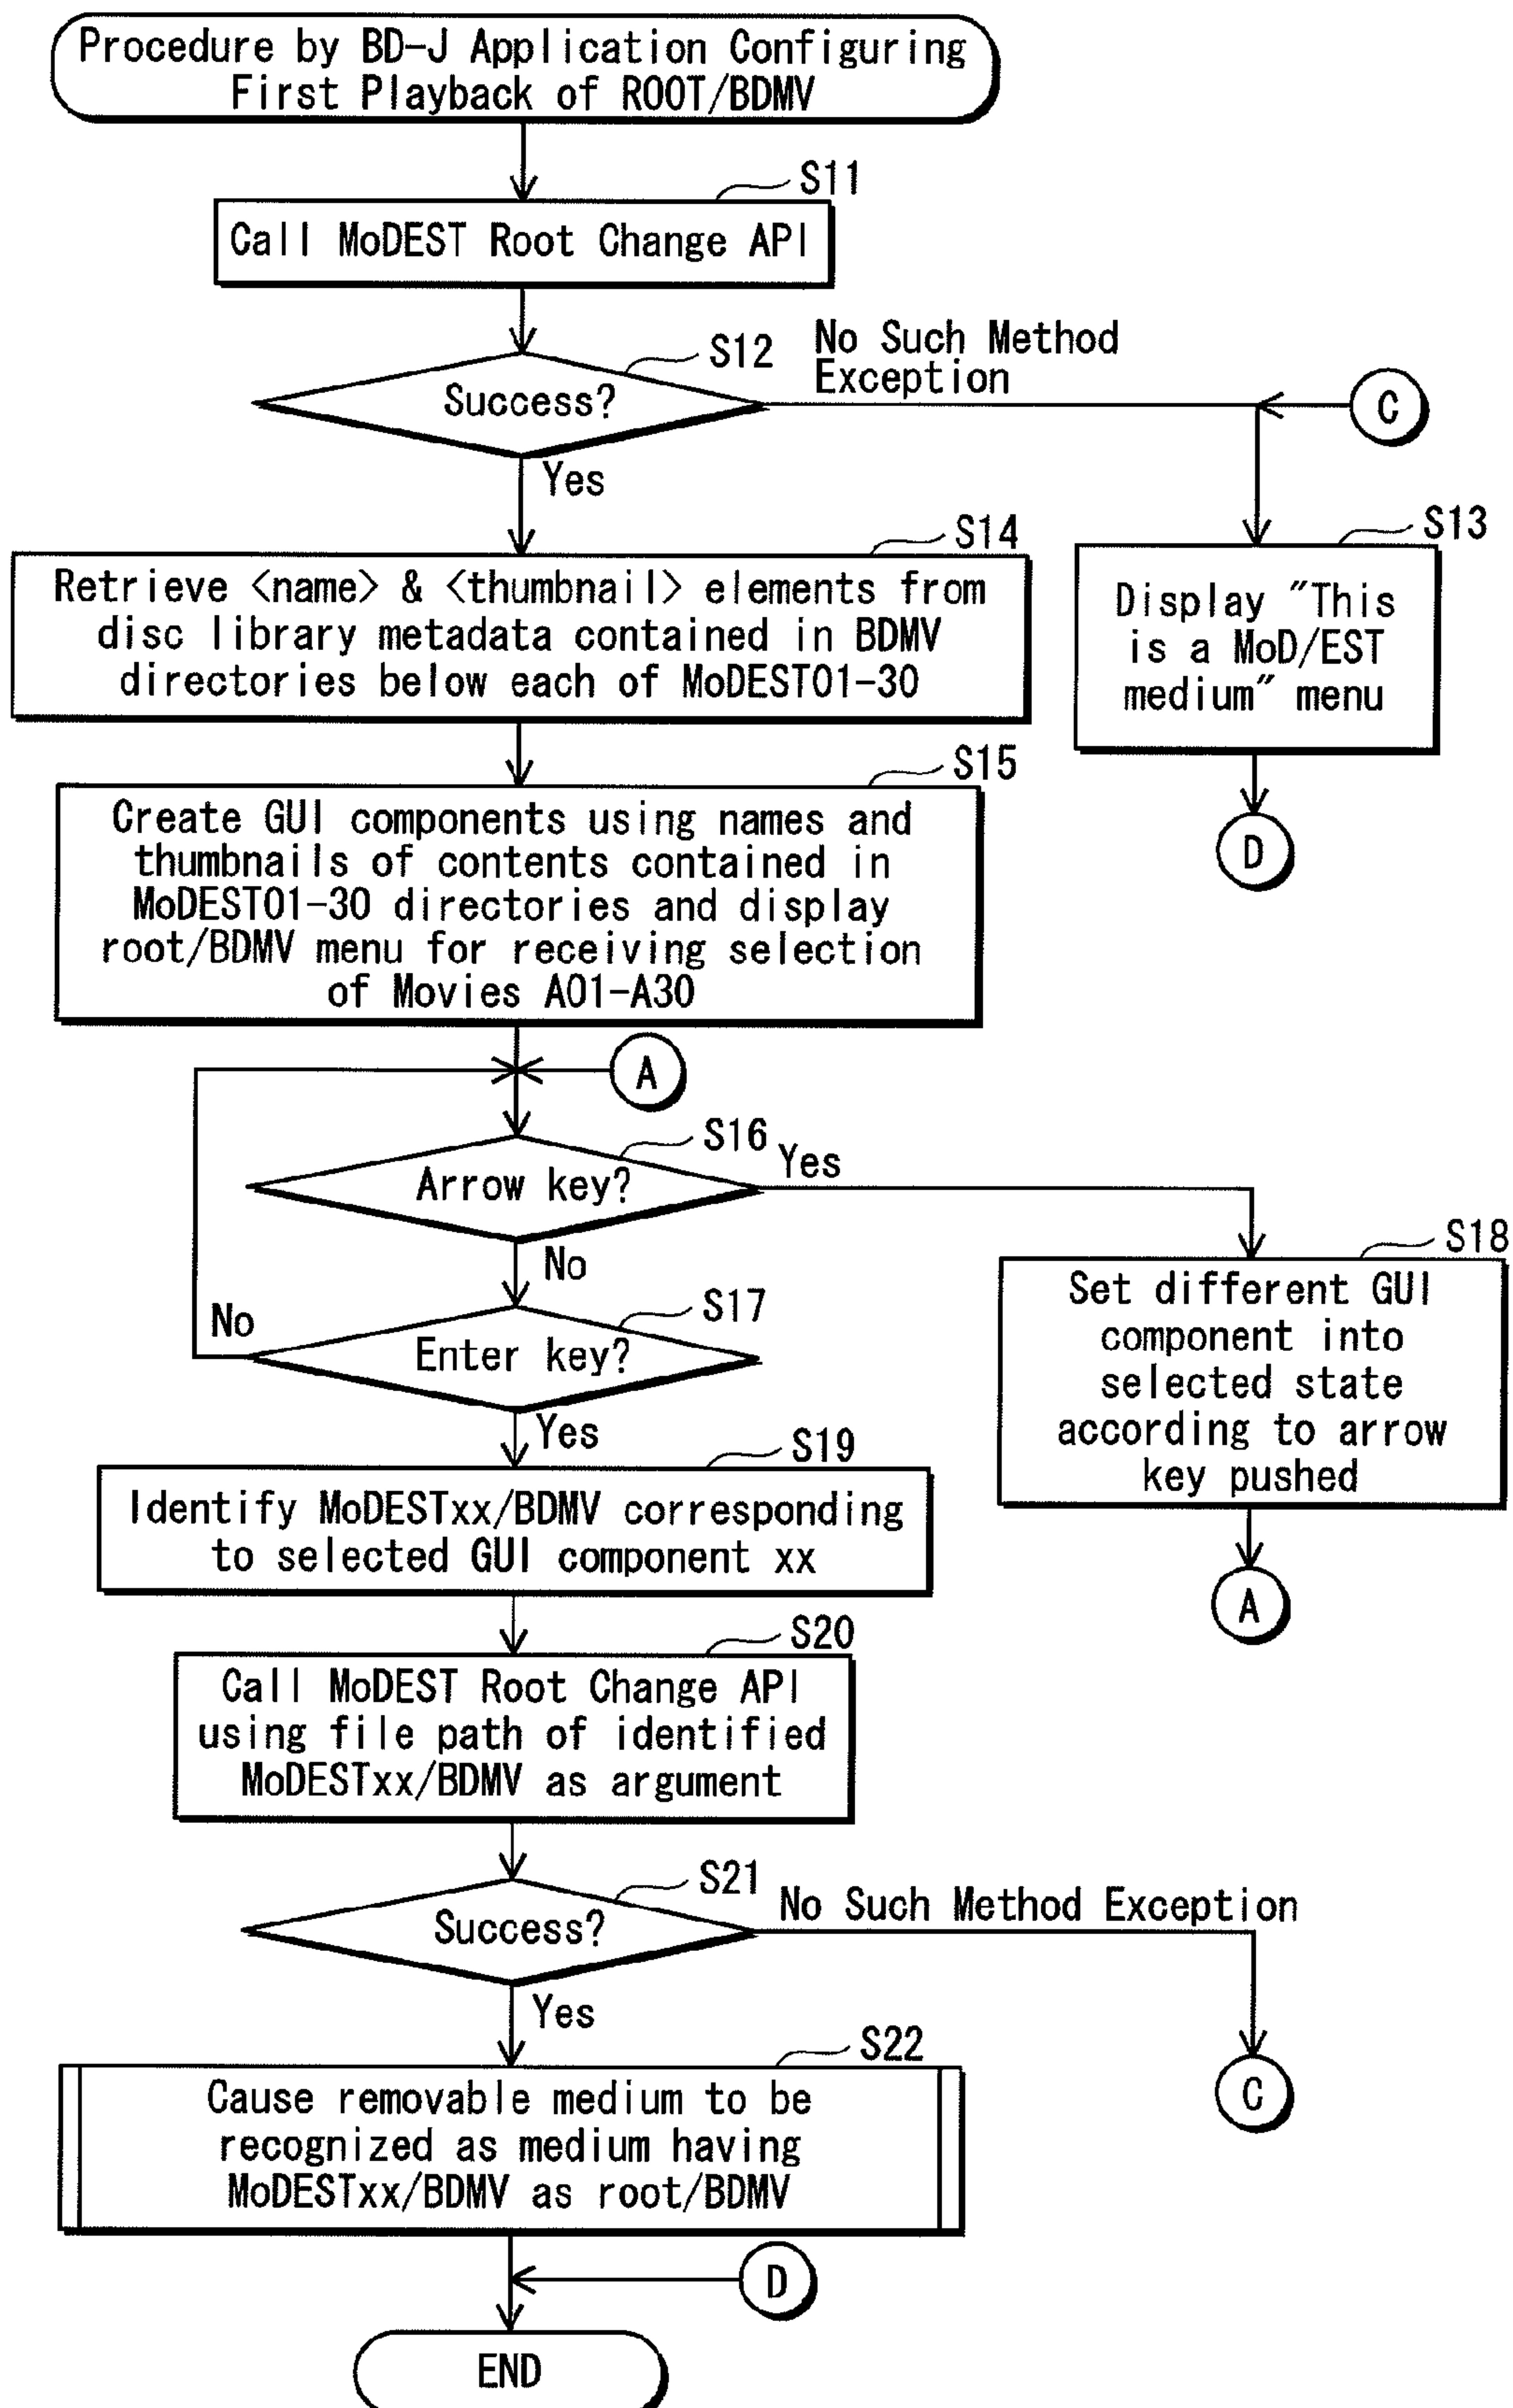 Procedure by BD-J Application Configuring
First Playback of ROOT/BDMV
S11
Call MoDEST Root Change API
S12
No Such Method
Exception
Success?
C
Yes
S14
S13
Retrieve <name> & <thumbnail> elements from
disc library metadata contained in BDMV
directories below each of MoDEST01-30
Display "This
is a MoD/EST
medium" menu
S15
D
Create GUI components using names and
thumbnails of contents contained in
MoDEST01-30 directories and display
root/BDMV menu for receiving selection
of Movies A01-A30
A
S16
Yes
Arrow key?
No
S18
Set different GUI
component into
selected state
according to arrow
key pushed
A
S17
No
Enter key?
Yes
S19
Identify MoDESTxx/BDMV corresponding
to selected GUI component xx
S20
Call MoDEST Root Change API
using file path of identified
MoDESTxx/BDMV as argument
S21
No Such Method Exception
Success?
Yes
C
S22
Cause removable medium to be
recognized as medium having
MoDESTxx/BDMV as root/BDMV
D
END